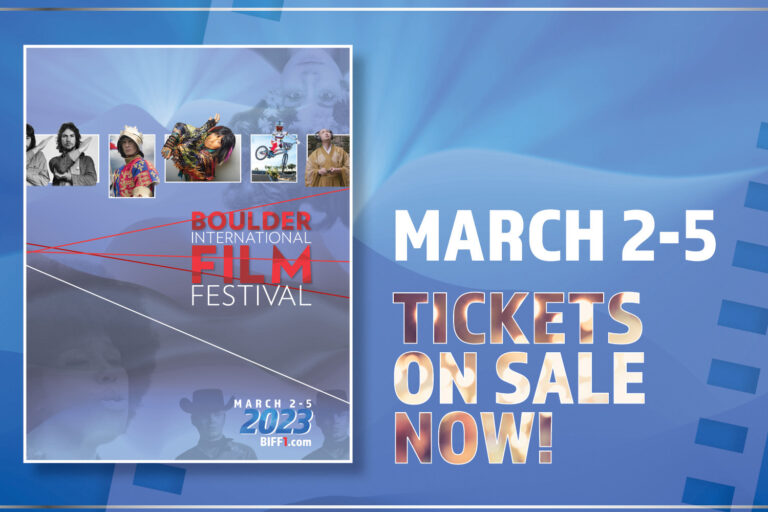 BOULDER
INTERNATIONAL
FILM
FESTIVAL
MARCH 2-5
2023
BIFF1.com
MARCH 2-5
TICKETS
ON SALE
NOW!